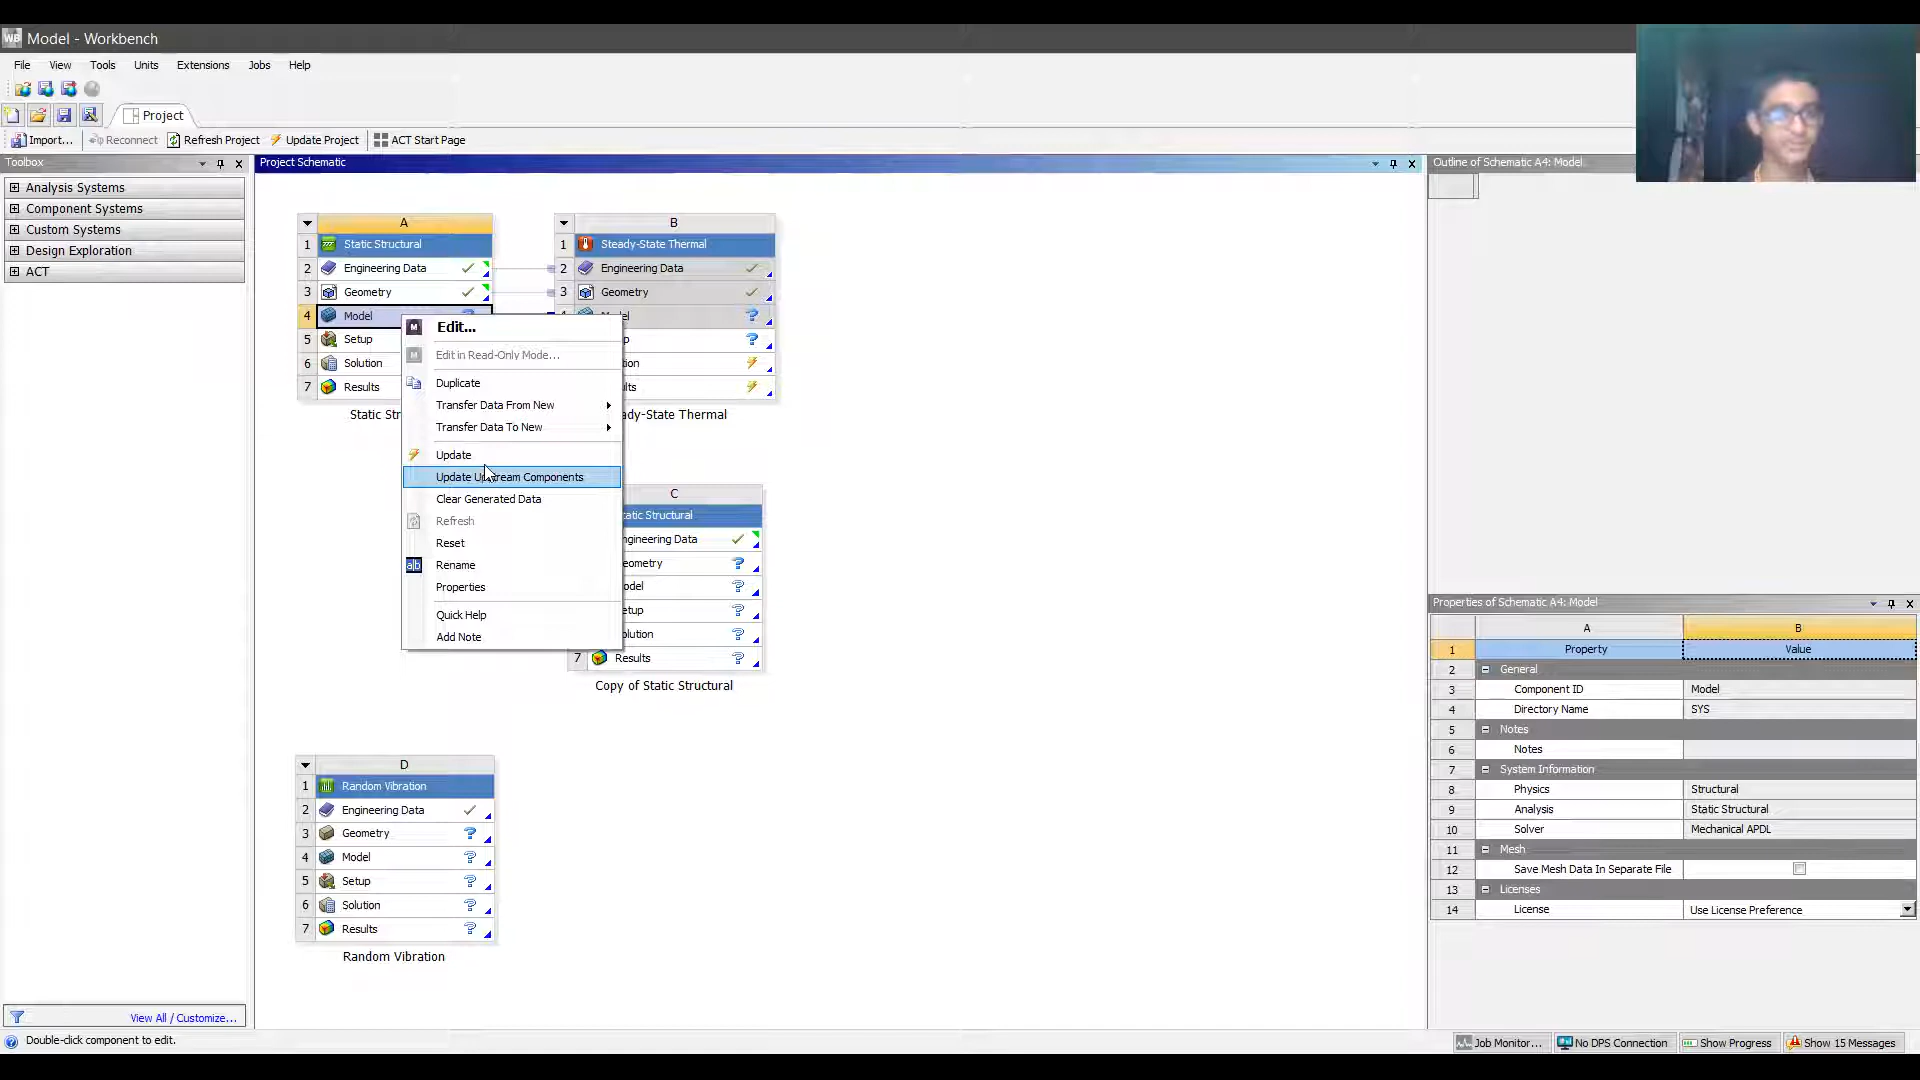 WB Model - Workbench
File View Tools Units Extensions Jobs Help
Project
Import... Reconnect Refresh Project Update Project ACT Start Page
Toolbox
Analysis Systems
Component Systems
Custom Systems
Design Exploration
ACT
View All / Customize...
Project Schematic
A
1 Static Structural
2 Engineering Data
3 Geometry
4 Model
5 Setup
6 Solution
7 Results
Static Str
B
1 Steady-State Thermal
2 Engineering Data
3 Geometry
del
p
tion
ults
ady-State Thermal
Edit...
Edit in Read-Only Mode...
Duplicate
Transfer Data From New
Transfer Data To New
Update
Update Upstream Components
Clear Generated Data
Refresh
Reset
Rename
Properties
Quick Help
Add Note
C
tatic Structural
ngineering Data
eometry
odel
etup
olution
7 Results
Copy of Static Structural
D
1 Random Vibration
2 Engineering Data
3 Geometry
4 Model
5 Setup
6 Solution
7 Results
Random Vibration
Outline of Schematic A4: Model
Properties of Schematic A4: Model
A B
1 Property Value
2 General
3 Component ID Model
4 Directory Name SYS
5 Notes
6 Notes
7 System Information
8 Physics Structural
9 Analysis Static Structural
10 Solver Mechanical APDL
11 Mesh
12 Save Mesh Data In Separate File
13 Licenses
14 License Use License Preference
Double-click component to edit.
Job Monitor... No DPS Connection Show Progress Show 15 Messages